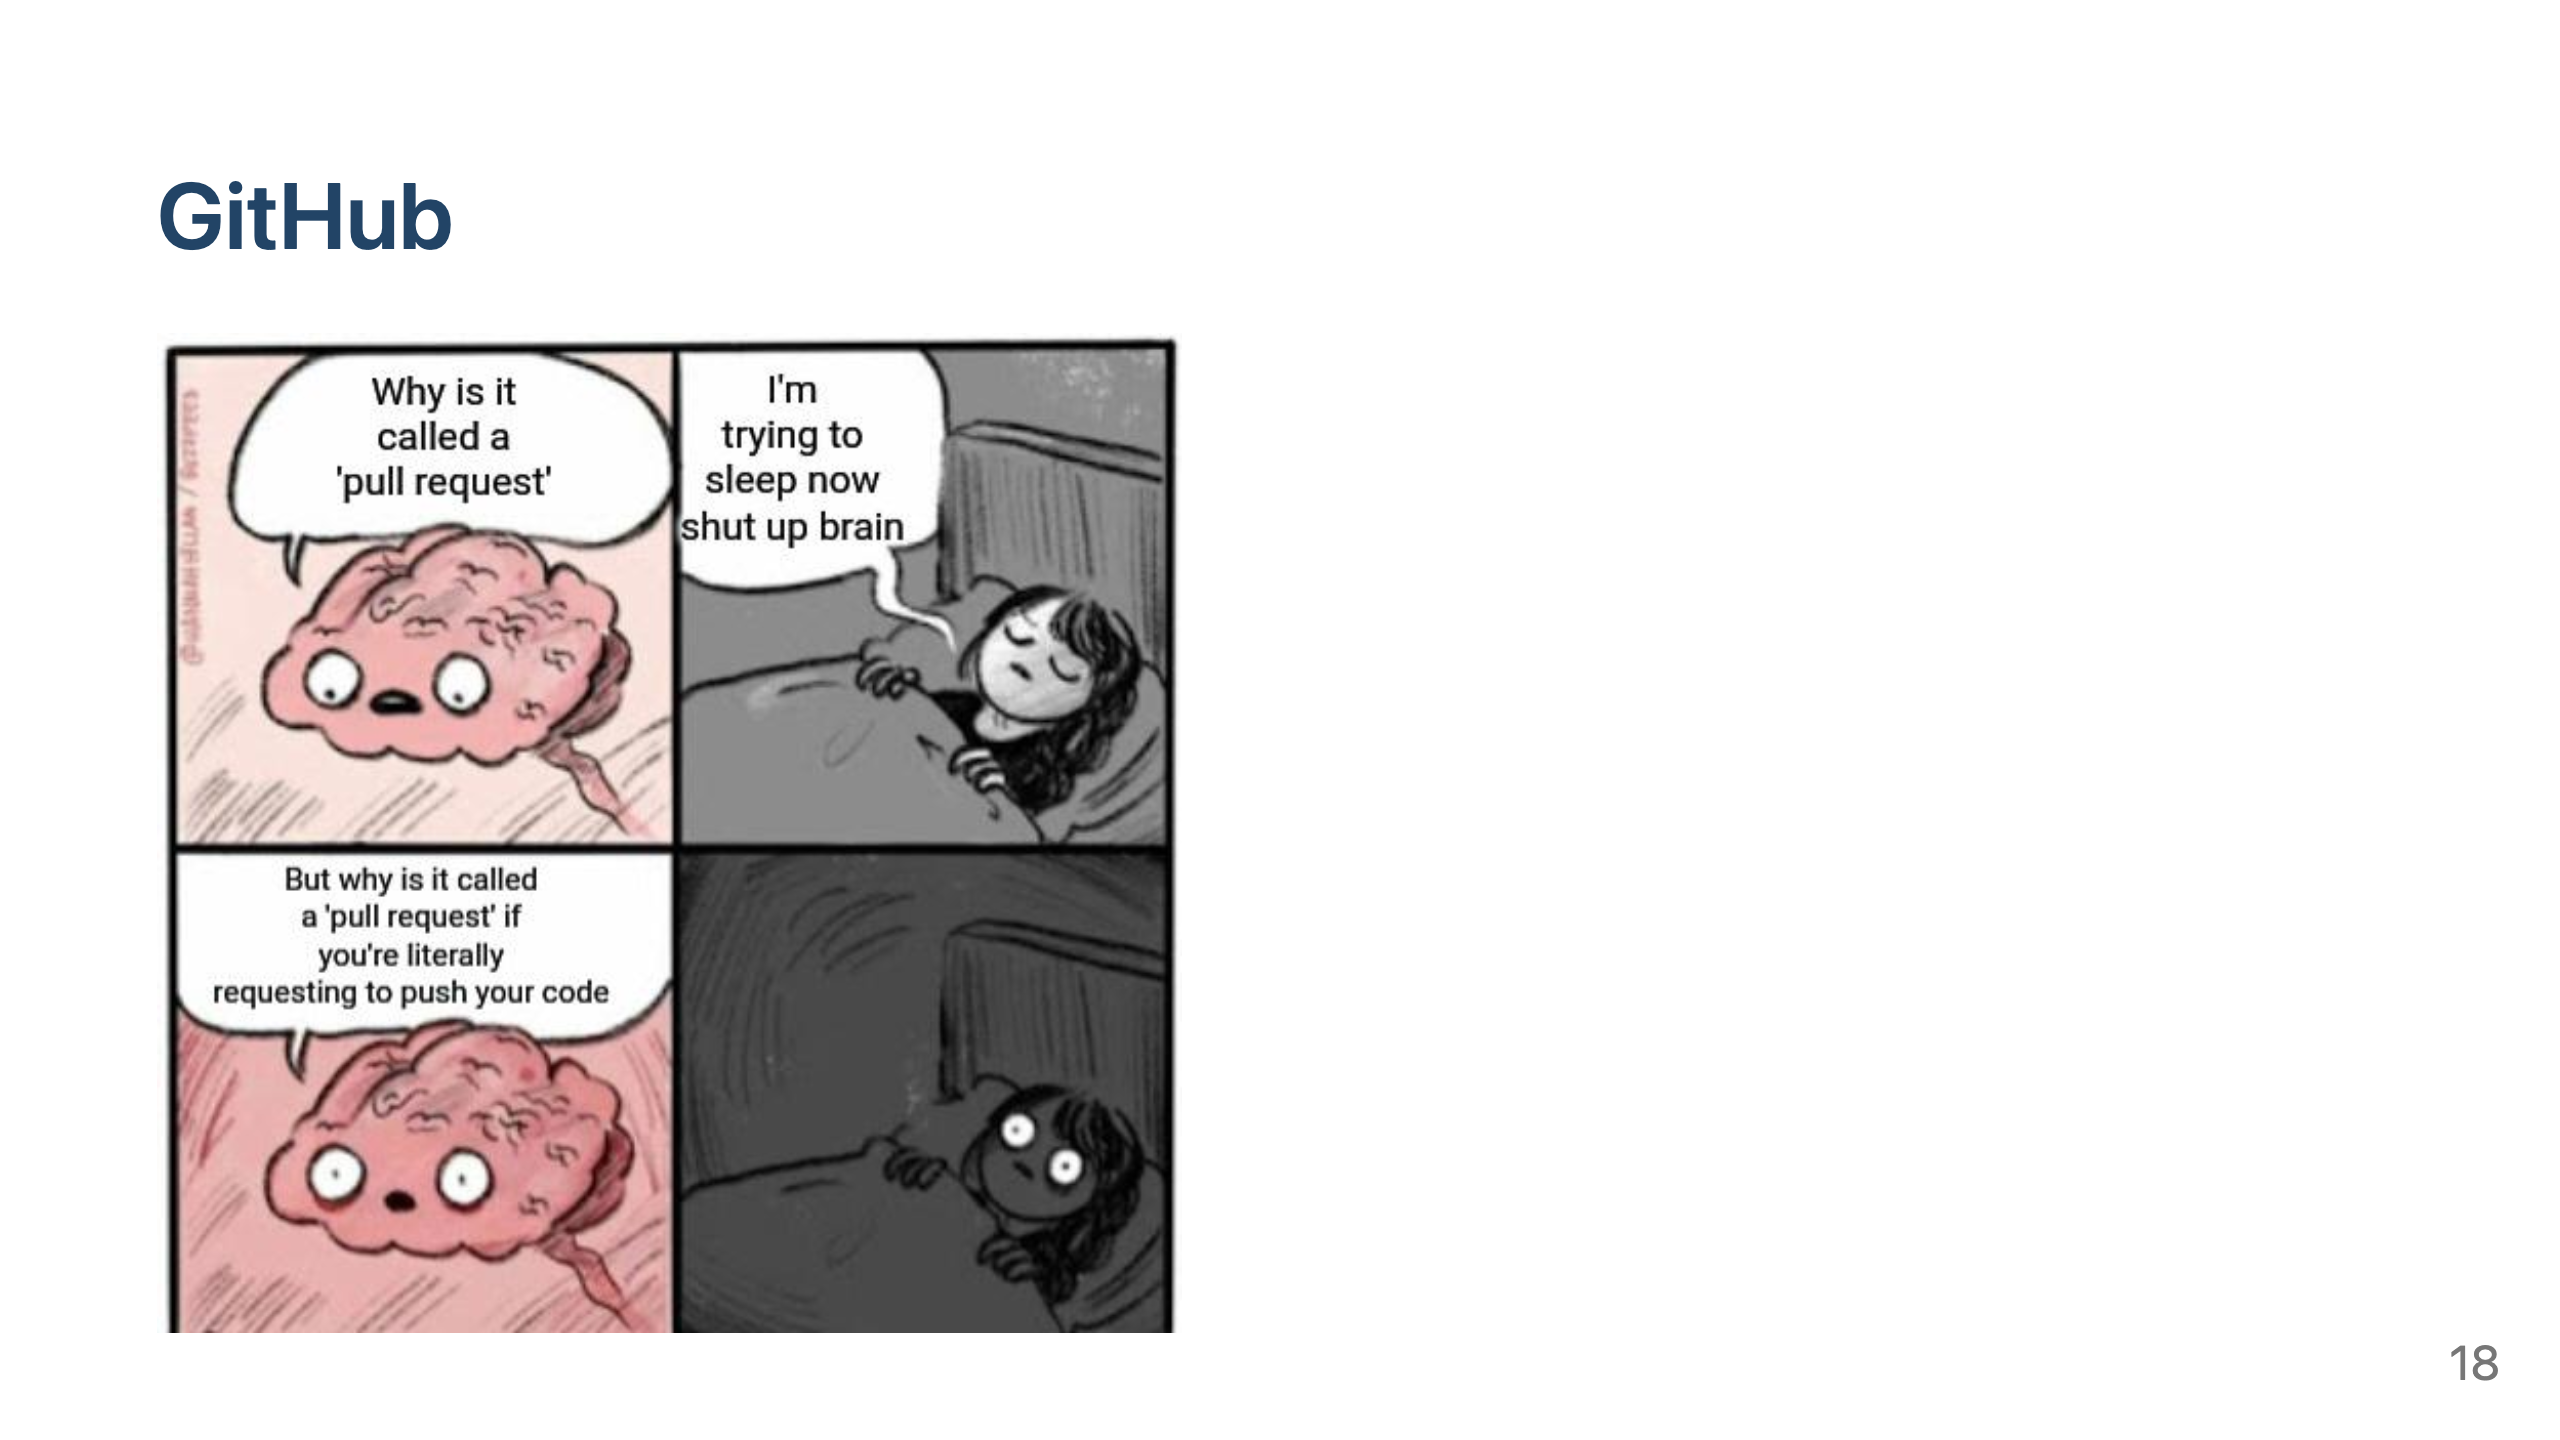 GitHub
Why is it
called a
'pull request'
I'm
trying to
sleep now
shut up brain
But why is it called
a 'pull request' if
you're literally
requesting to push your code
18